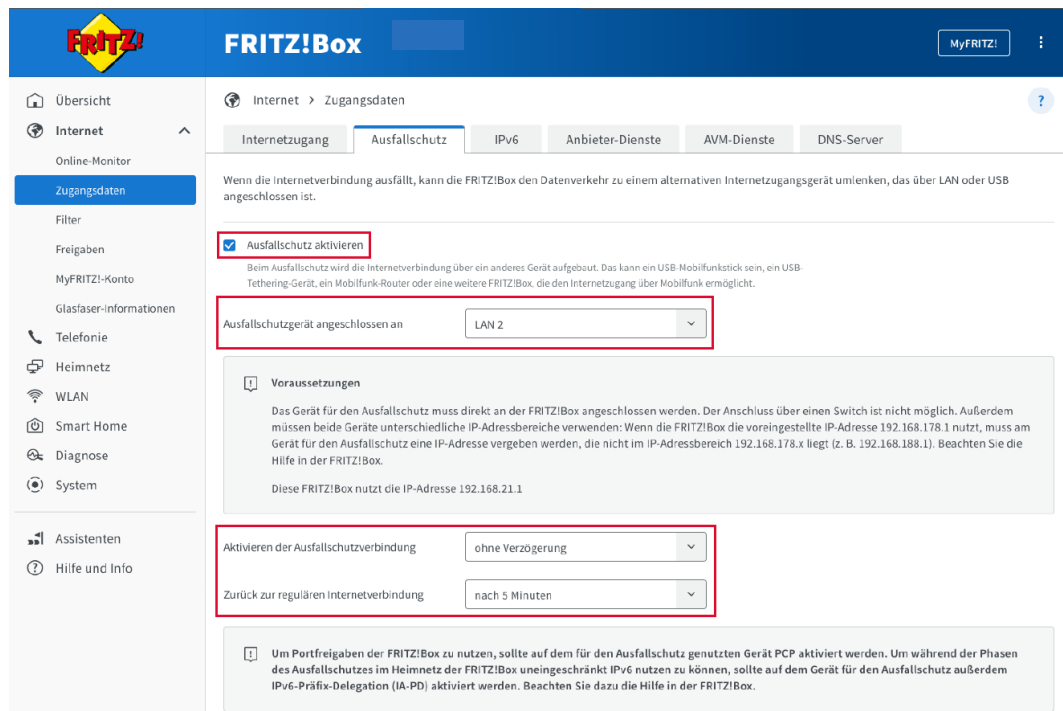 FRITZ!
FRITZ!Box
MyFRITZ!
Übersicht
Internet
Online-Monitor
Zugangsdaten
Filter
Freigaben
MyFRITZ!-Konto
Glasfaser-Informationen
Telefonie
Heimnetz
WLAN
Smart Home
Diagnose
System
Assistenten
Hilfe und Info
Internet > Zugangsdaten
?
Internetzugang Ausfallschutz IPv6 Anbieter-Dienste AVM-Dienste DNS-Server
Wenn die Internetverbindung ausfällt, kann die FRITZ!Box den Datenverkehr zu einem alternativen Internetzugangsgerät umlenken, das über LAN oder USB
angeschlossen ist.
Ausfallschutz aktivieren
Beim Ausfallschutz wird die Internetverbindung über ein anderes Gerät aufgebaut. Das kann ein USB-Mobilfunkstick sein, ein USB-
Tethering-Gerät, ein Mobilfunk-Router oder eine weitere FRITZ!Box, die den Internetzugang über Mobilfunk ermöglicht.
Ausfallschutzgerät angeschlossen an LAN 2
Voraussetzungen
Das Gerät für den Ausfallschutz muss direkt an der FRITZ!Box angeschlossen werden. Der Anschluss über einen Switch ist nicht möglich. Außerdem
müssen beide Geräte unterschiedliche IP-Adressbereiche verwenden: Wenn die FRITZ!Box die voreingestellte IP-Adresse 192.168.178.1 nutzt, muss am
Gerät für den Ausfallschutz eine IP-Adresse vergeben werden, die nicht im IP-Adressbereich 192.168.178.x liegt (z. B. 192.168.188.1). Beachten Sie die
Hilfe in der FRITZ!Box.
Diese FRITZ!Box nutzt die IP-Adresse 192.168.21.1
Aktivieren der Ausfallschutzverbindung ohne Verzögerung
Zurück zur regulären Internetverbindung nach 5 Minuten
Um Portfreigaben der FRITZ!Box zu nutzen, sollte auf dem für den Ausfallschutz genutzten Gerät PCP aktiviert werden. Um während der Phasen
des Ausfallschutzes im Heimnetz der FRITZ!Box uneingeschränkt IPv6 nutzen zu können, sollte auf dem Gerät für den Ausfallschutz außerdem
IPv6-Präfix-Delegation (IA-PD) aktiviert werden. Beachten Sie dazu die Hilfe in der FRITZ!Box.